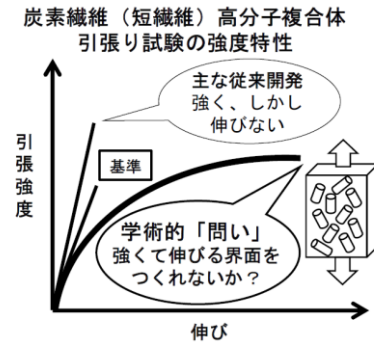 炭素繊維（短繊維）高分子複合体
引張り試験の強度特性
主な従来開発
強く、しかし
伸びない
引張強度
基準
学術的「問い」
強くて伸びる界面を
つくれないか？
伸び